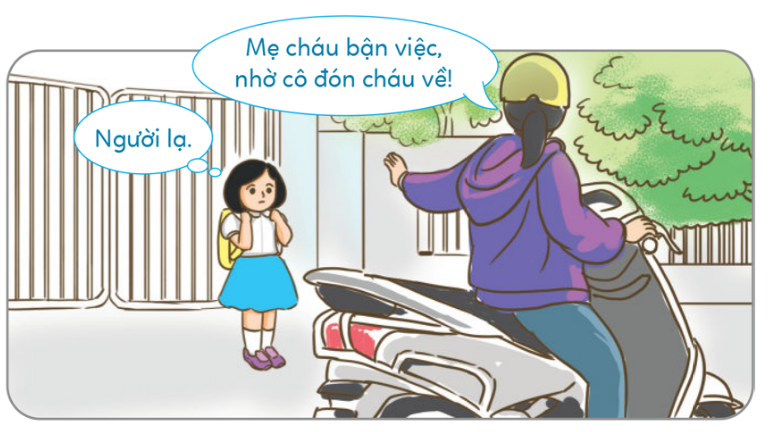 Mẹ cháu bận việc,
nhờ cô đón cháu về!
Người lạ.